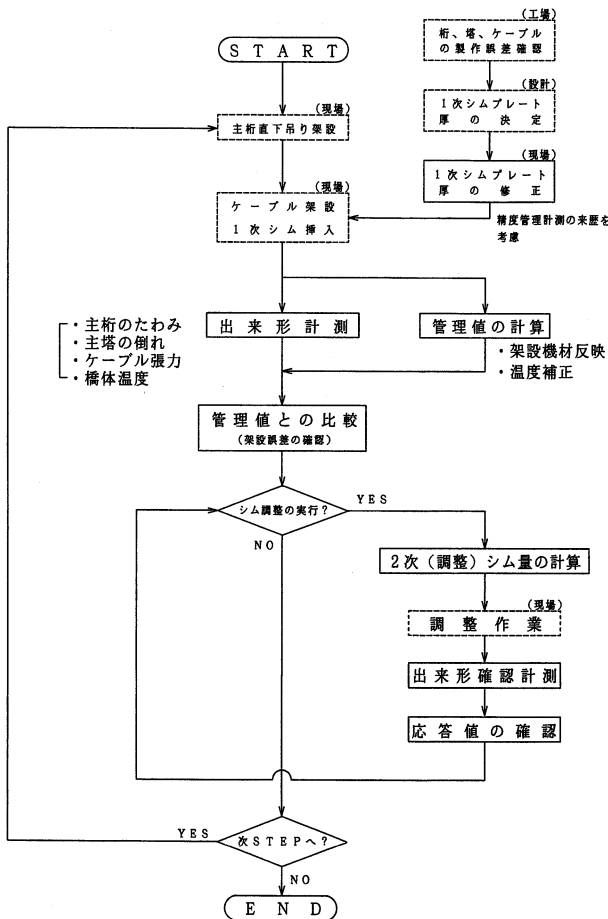 START
(現場)
主桁直下吊り架設
(現場)
ケーブル架設
1次シム挿入
(工場)
桁、塔、ケーブル
の製作誤差確認
(設計)
1次シムプレート
厚の決定
(現場)
1次シムプレート
厚の修正
精度管理計測の来歴を
考慮
・主桁のたわみ
・主塔の倒れ
・ケーブル張力
・橋体温度
出来形計測
管理値の計算
・架設機材反映
・温度補正
管理値との比較
(架設誤差の確認)
シム調整の実行?
YES
NO
2次(調整)シム量の計算
(現場)
調整作業
出来形確認計測
応答値の確認
次STEPへ?
YES
NO
END